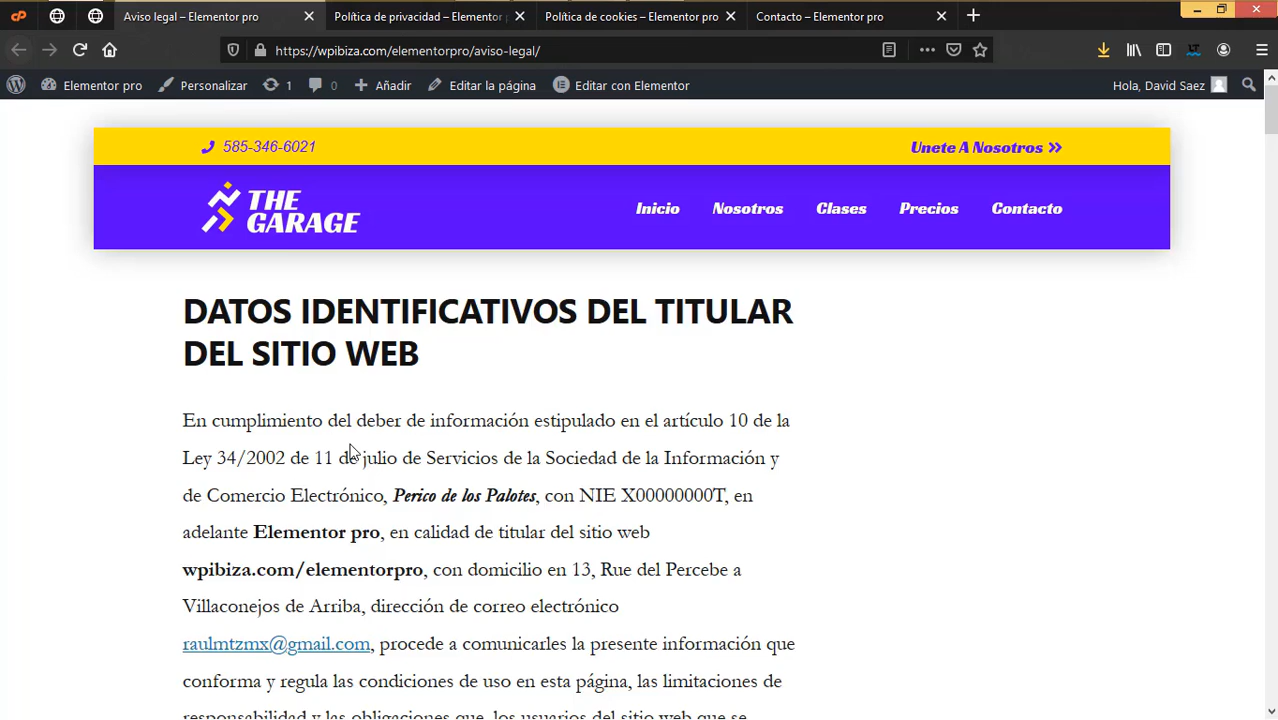 Aviso legal – Elementor pro
Política de privacidad – Elementor p
Política de cookies – Elementor pro
Contacto – Elementor pro
https://wpibiza.com/elementorpro/aviso-legal/
Elementor pro
Personalizar
1
0
Añadir
Editar la página
Editar con Elementor
Hola, David Saez
585-346-6021
Unete A Nosotros
THE
GARAGE
Inicio
Nosotros
Clases
Precios
Contacto
DATOS IDENTIFICATIVOS DEL TITULAR
DEL SITIO WEB
En cumplimiento del deber de información estipulado en el artículo 10 de la
Ley 34/2002 de 11 de julio de Servicios de la Sociedad de la Información y
de Comercio Electrónico, Perico de los Palotes, con NIE X00000000T, en
adelante Elementor pro, en calidad de titular del sitio web
wpibiza.com/elementorpro, con domicilio en 13, Rue del Percebe a
Villaconejos de Arriba, dirección de correo electrónico
raulmtzmx@gmail.com, procede a comunicarles la presente información que
conforma y regula las condiciones de uso en esta página, las limitaciones de
responsabilidad y las obligaciones que, los usuarios del sitio web que se